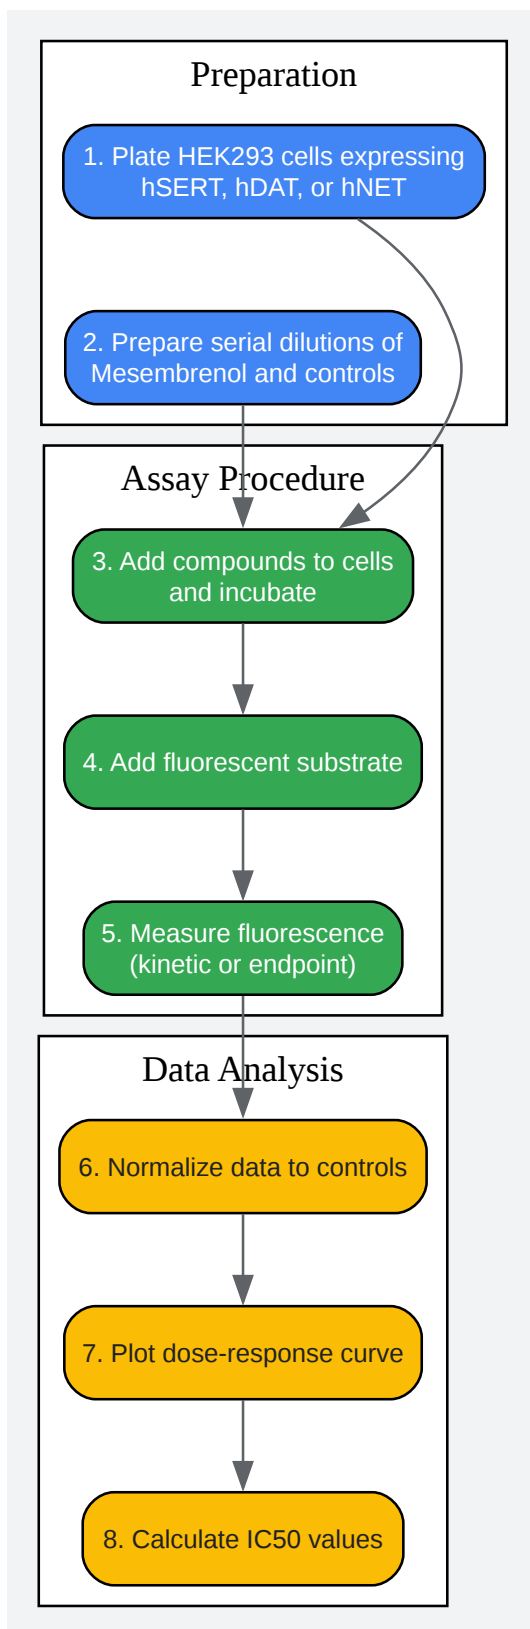 Preparation
1. Plate HEK293 cells expressing
hSERT, hDAT, or hNET
2. Prepare serial dilutions of
Mesembrenol and controls
Assay Procedure
3. Add compounds to cells
and incubate
4. Add fluorescent substrate
5. Measure fluorescence
(kinetic or endpoint)
Data Analysis
6. Normalize data to controls
7. Plot dose-response curve
8. Calculate IC50 values